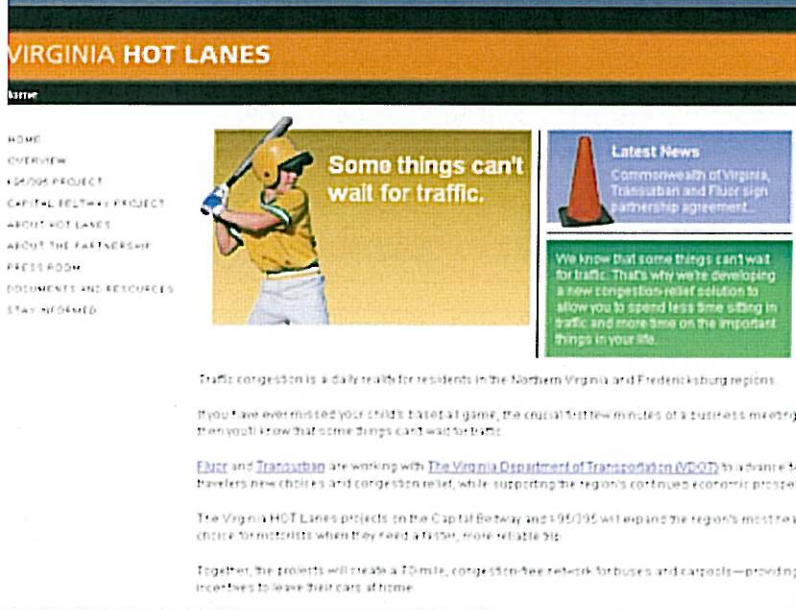 VIRGINIA HOT LANES
Home
HOME
OVERVIEW
I-95/395 PROJECT
CAPITAL BELTWAY PROJECT
ABOUT HOT LANES
ABOUT THE PARTNERSHIP
PRESS ROOM
DOCUMENTS AND RESOURCES
STAY INFORMED
Some things can't
wait for traffic.
Latest News
Commonwealth of Virginia,
Transurban and Fluor sign
partnership agreement...
We know that some things can't wait
for traffic. That's why we're developing
a new congestion-relief solution to
allow you to spend less time sitting in
traffic and more time on the important
things in your life.
Traffic congestion is a daily reality for residents in the Northern Virginia and Fredericksburg regions.
If you have ever missed your child's baseball game, the crucial first few minutes of a business meeting
then you'll know that some things can't wait for traffic.
Fluor and Transurban are working with The Virginia Department of Transportation (VDOT) to advance
travelers new choices and congestion relief, while supporting the region's continued economic
The Virginia HOT Lanes projects on the Capital Beltway and I-95/395 will expand the region's most
choice for motorists when they need a faster, more reliable trip.
Together, the projects will create a 70-mile, congestion-free network for buses and carpools—providing
incentives to leave their cars at home.